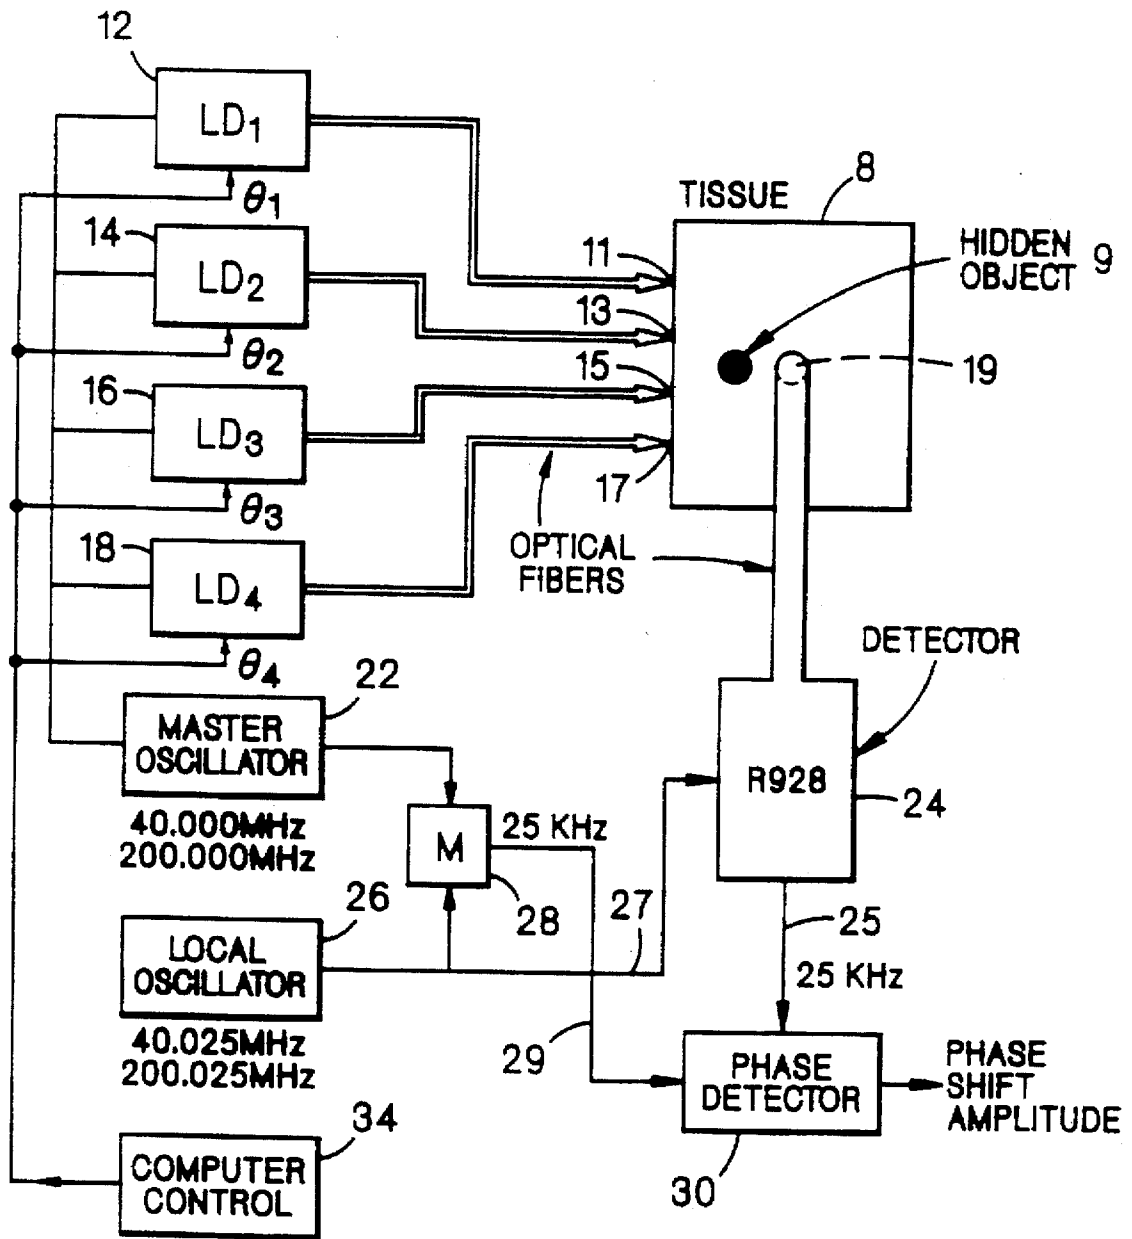 12
LD1
θ1
14
LD2
θ2
16
LD3
θ3
18
LD4
θ4
TISSUE
8
HIDDEN
OBJECT 9
11
13
15
17
19
OPTICAL
FIBERS
DETECTOR
R928
24
22
MASTER
OSCILLATOR
40.000MHz
200.000MHz
M
28
25 KHz
26
LOCAL
OSCILLATOR
40.025MHz
200.025MHz
27
25
25 KHz
29
PHASE
DETECTOR
30
PHASE
SHIFT
AMPLITUDE
34
COMPUTER
CONTROL